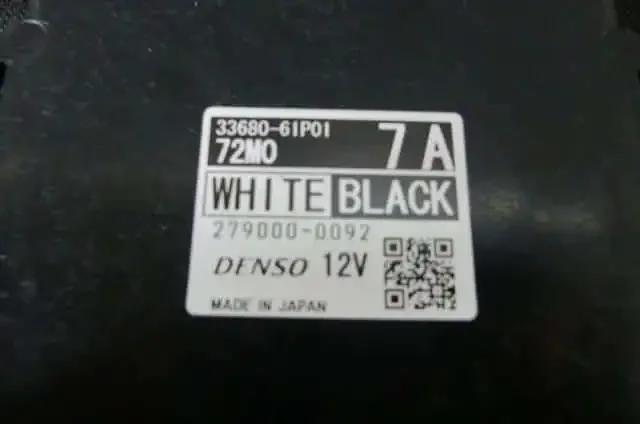 33680-61P01
72M0 7A
WHITE BLACK
279000-0092
DENSO 12V
MADE IN JAPAN